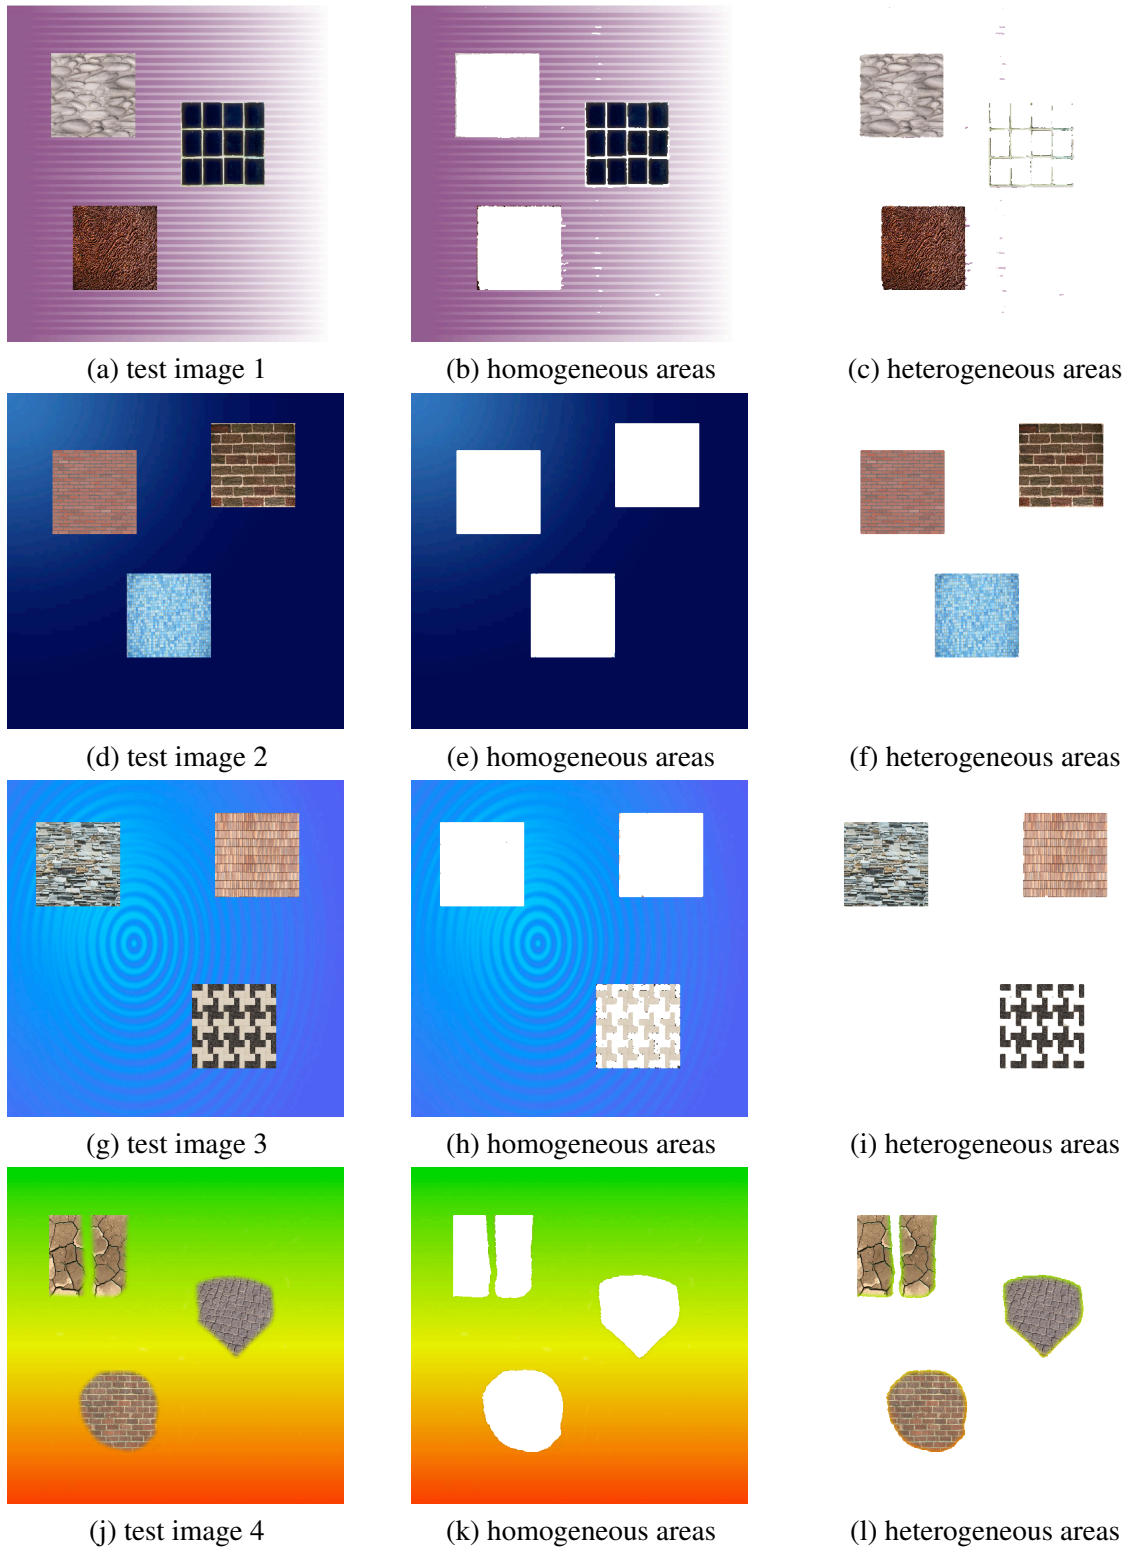 (a) test image 1
(b) homogeneous areas
(c) heterogeneous areas
(d) test image 2
(e) homogeneous areas
(f) heterogeneous areas
(g) test image 3
(h) homogeneous areas
(i) heterogeneous areas
(j) test image 4
(k) homogeneous areas
(l) heterogeneous areas